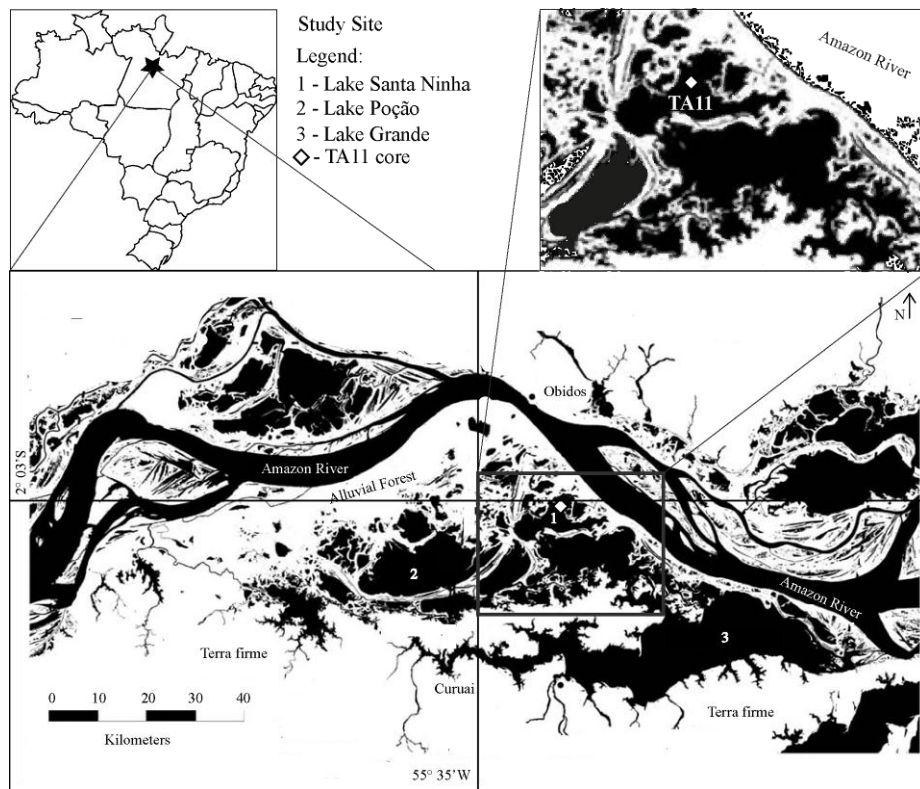 Study Site
Legend:
1 - Lake Santa Ninha
2 - Lake Poção
3 - Lake Grande
- TA11 core
Amazon River
TA11
N
Obidos
Amazon River
2° 03'S
Alluvial Forest
1
2
Amazon River
3
Terra firme
Curuai
Terra firme
0 10 20 30 40
Kilometers
55° 35'W